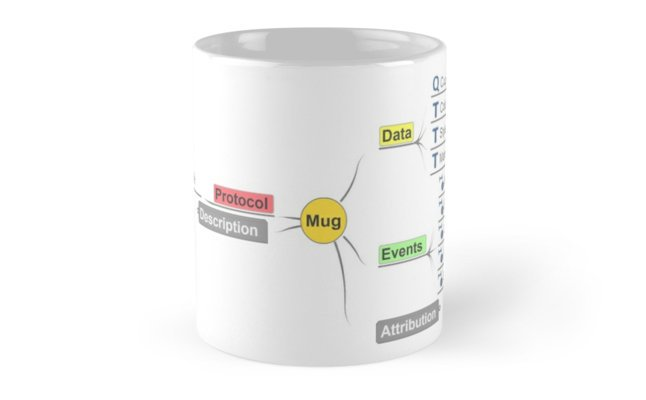 Protocol
Description
Mug
Data
Q
T
T
T
Events
Attribution